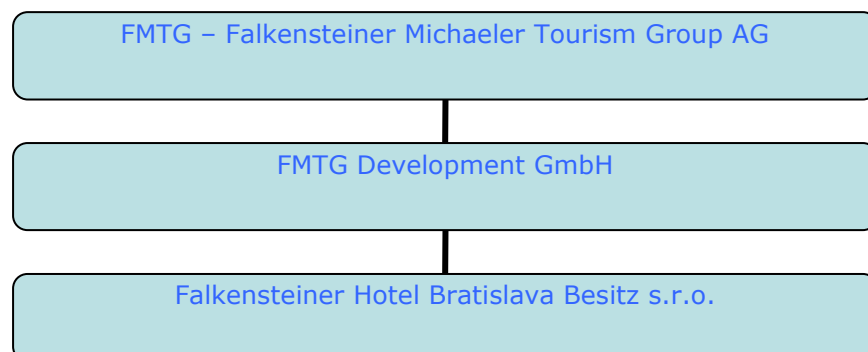 FMTG – Falkensteiner Michaeler Tourism Group AG
FMTG Development GmbH
Falkensteiner Hotel Bratislava Besitz s.r.o.